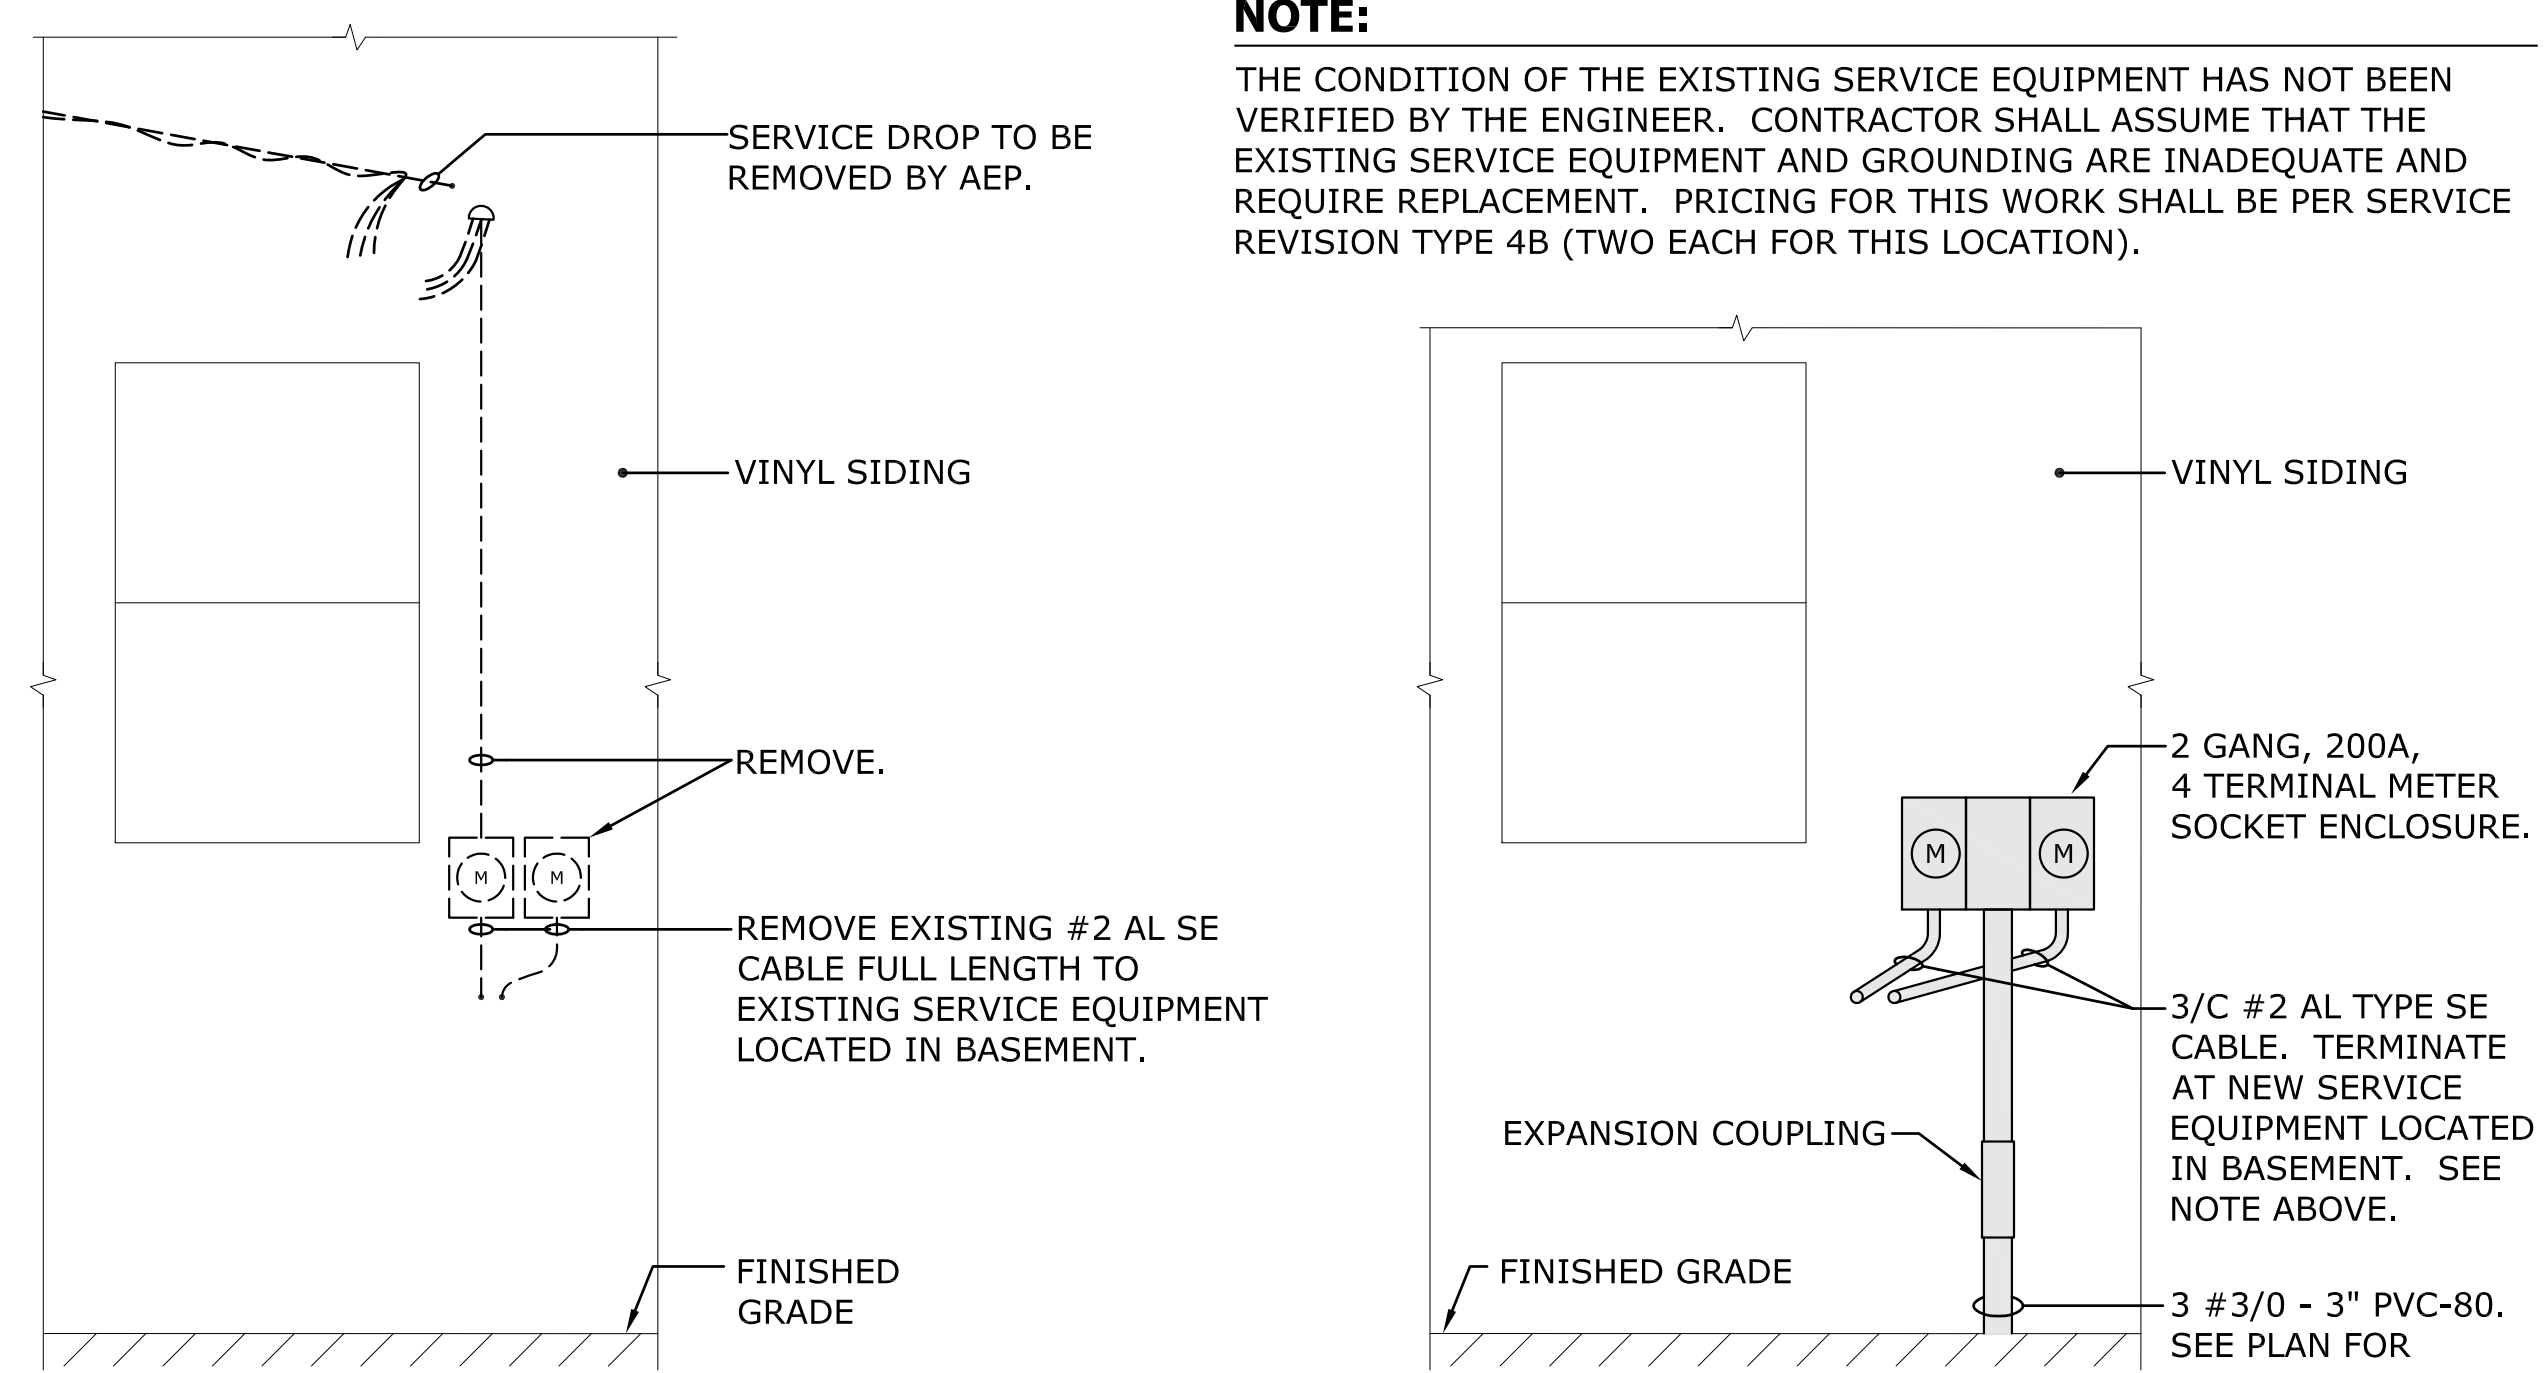 NOTE:
THE CONDITION OF THE EXISTING SERVICE EQUIPMENT HAS NOT BEEN
VERIFIED BY THE ENGINEER. CONTRACTOR SHALL ASSUME THAT THE
EXISTING SERVICE EQUIPMENT AND GROUNDING ARE INADEQUATE AND
REQUIRE REPLACEMENT. PRICING FOR THIS WORK SHALL BE PER SERVICE
REVISION TYPE 4B (TWO EACH FOR THIS LOCATION).
SERVICE DROP TO BE
REMOVED BY AEP.
VINYL SIDING
REMOVE.
M
M
REMOVE EXISTING #2 AL SE
CABLE FULL LENGTH TO
EXISTING SERVICE EQUIPMENT
LOCATED IN BASEMENT.
FINISHED
GRADE
VINYL SIDING
2 GANG, 200A,
4 TERMINAL METER
SOCKET ENCLOSURE.
M
M
3/C #2 AL TYPE SE
CABLE. TERMINATE
AT NEW SERVICE
EQUIPMENT LOCATED
IN BASEMENT. SEE
NOTE ABOVE.
EXPANSION COUPLING
FINISHED GRADE
3 #3/0 - 3" PVC-80.
SEE PLAN FOR